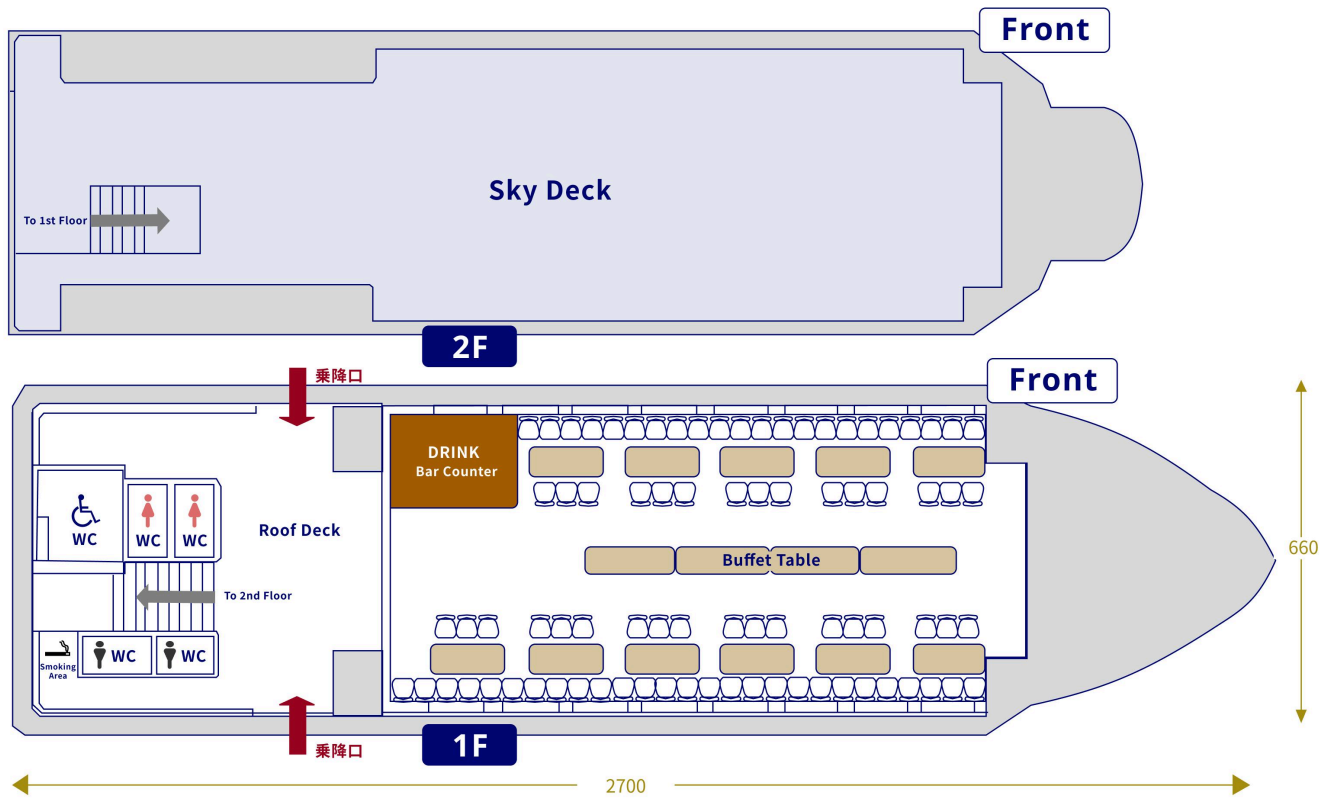 Front
Sky Deck
To 1st Floor
2F
乗降口
Front
DRINK
Bar Counter
WC
WC
WC
Roof Deck
Buffet Table
660
To 2nd Floor
WC
WC
Smoking
Area
1F
乗降口
2700